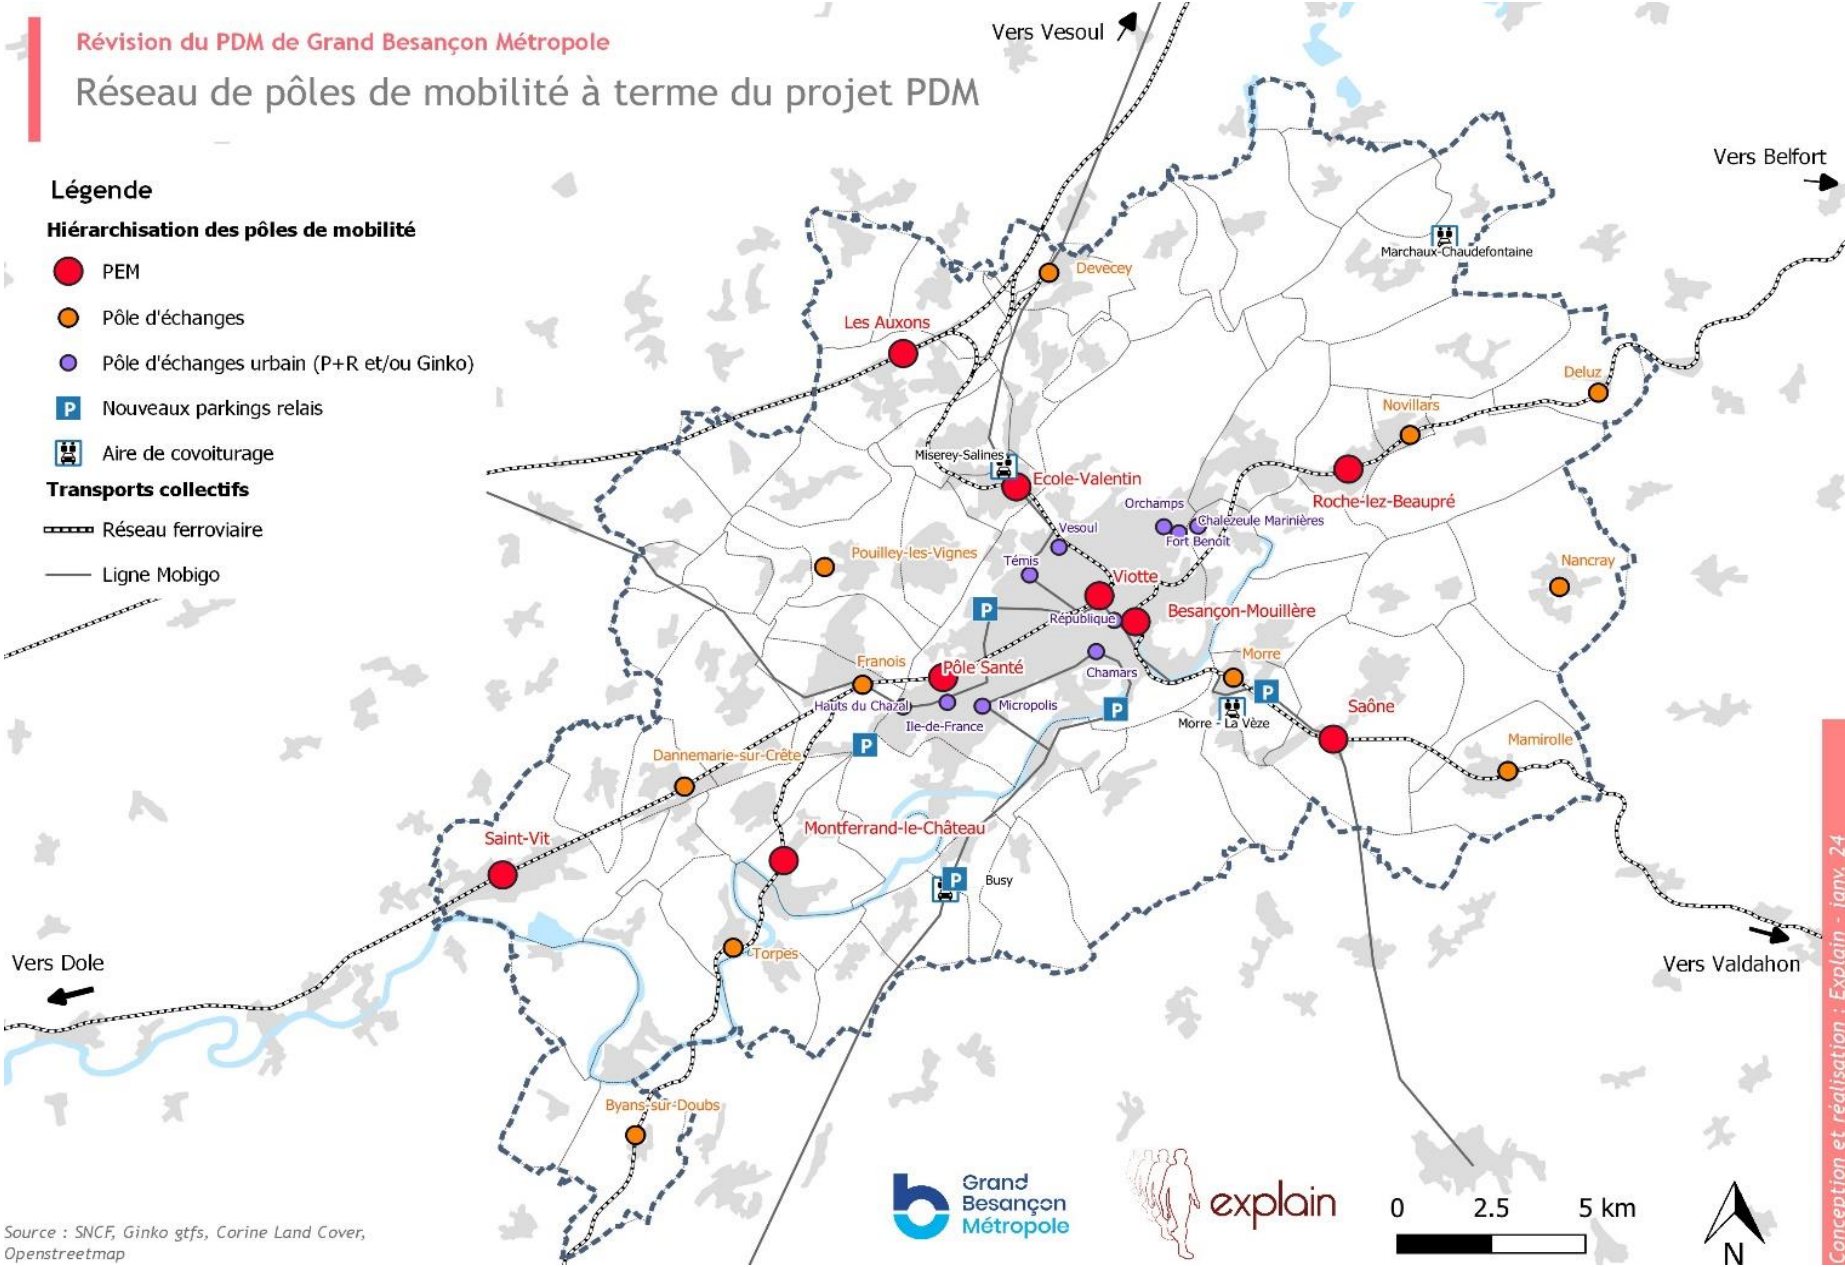 Révision du PDM de Grand Besançon Métropole
Réseau de pôles de mobilité à terme du projet PDM
Légende
Hiérarchisation des pôles de mobilité
PEM
Pôle d'échanges
Pôle d'échanges urbain (P+R et/ou Ginko)
P Nouveaux parkings relais
Aire de covoiturage
Transports collectifs
Réseau ferroviaire
Ligne Mobigo
Vers Vesoul
Vers Belfort
Marchaux-Chaudefontaine
Devecey
Les Auxons
Deluz
Novillars
Miserey-Salines
Ecole-Valentin
Roche-lez-Beaupré
Orchamps
Chalezeule Marinières
Vesoul
Fort Benoit
Pouilley-les-Vignes
Témis
Nancray
Viotte
P
Besançon-Mouillère
République
Morre
Franois
Pôle Santé
Chamars
P
Hauts du Chazal
Micropolis
P
Saône
Ile-de-France
Morre - La Vèze
P
Mamirolle
Dannemarie-sur-Crête
Saint-Vit
Montferrand-le-Château
P
Busy
Torpes
Vers Dole
Vers Valdahon
Byans-sur-Doubs
Grand
Besançon
Métropole
explain
0 2.5 5 km
N
Source : SNCF, Ginko gtfs, Corine Land Cover,
Openstreetmap
Conception et réalisation : Explain - janv. 24